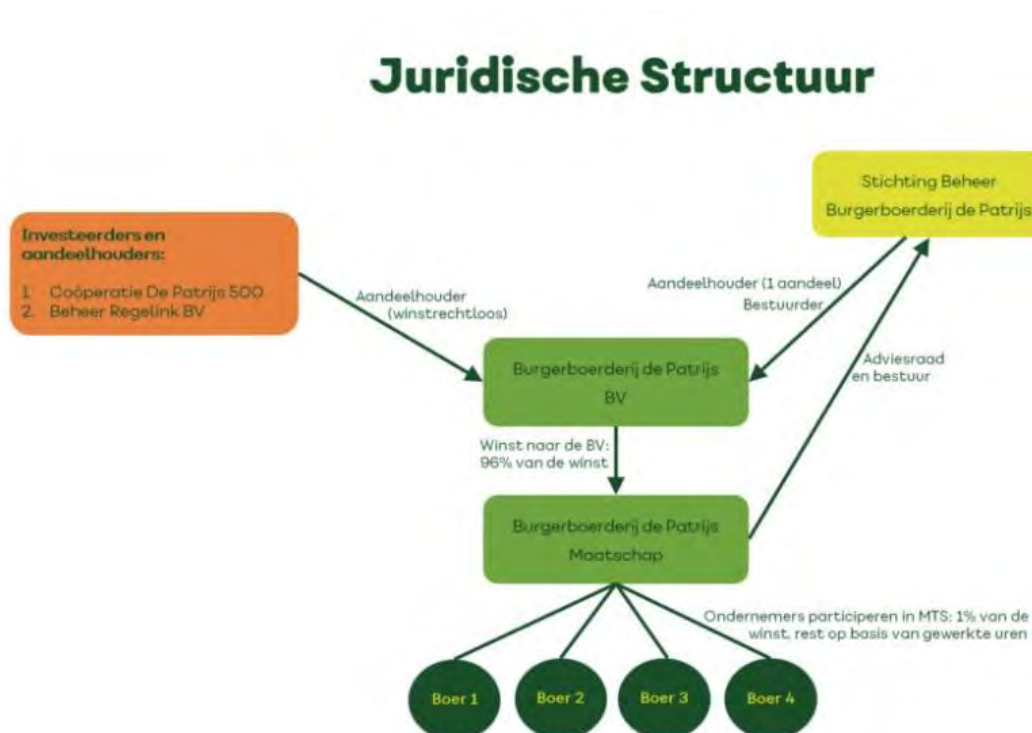 Juridische Structuur
Stichting Beheer
Burgerboerderij de Patrijs
Investeerders en
aandeelhouders:
1. Coöperatie De Patrijs 500
2. Beheer Regelink BV
Aandeelhouder
(winstrechtloos)
Aandeelhouder (1 aandeel)
Bestuurder
Burgerboerderij de Patrijs
BV
Adviesraad
en bestuur
Winst naar de BV:
96% van de winst
Burgerboerderij de Patrijs
Maatschap
Ondernemers participeren in MTS: 1% van de
winst, rest op basis van gewerkte uren
Boer 1
Boer 2
Boer 3
Boer 4